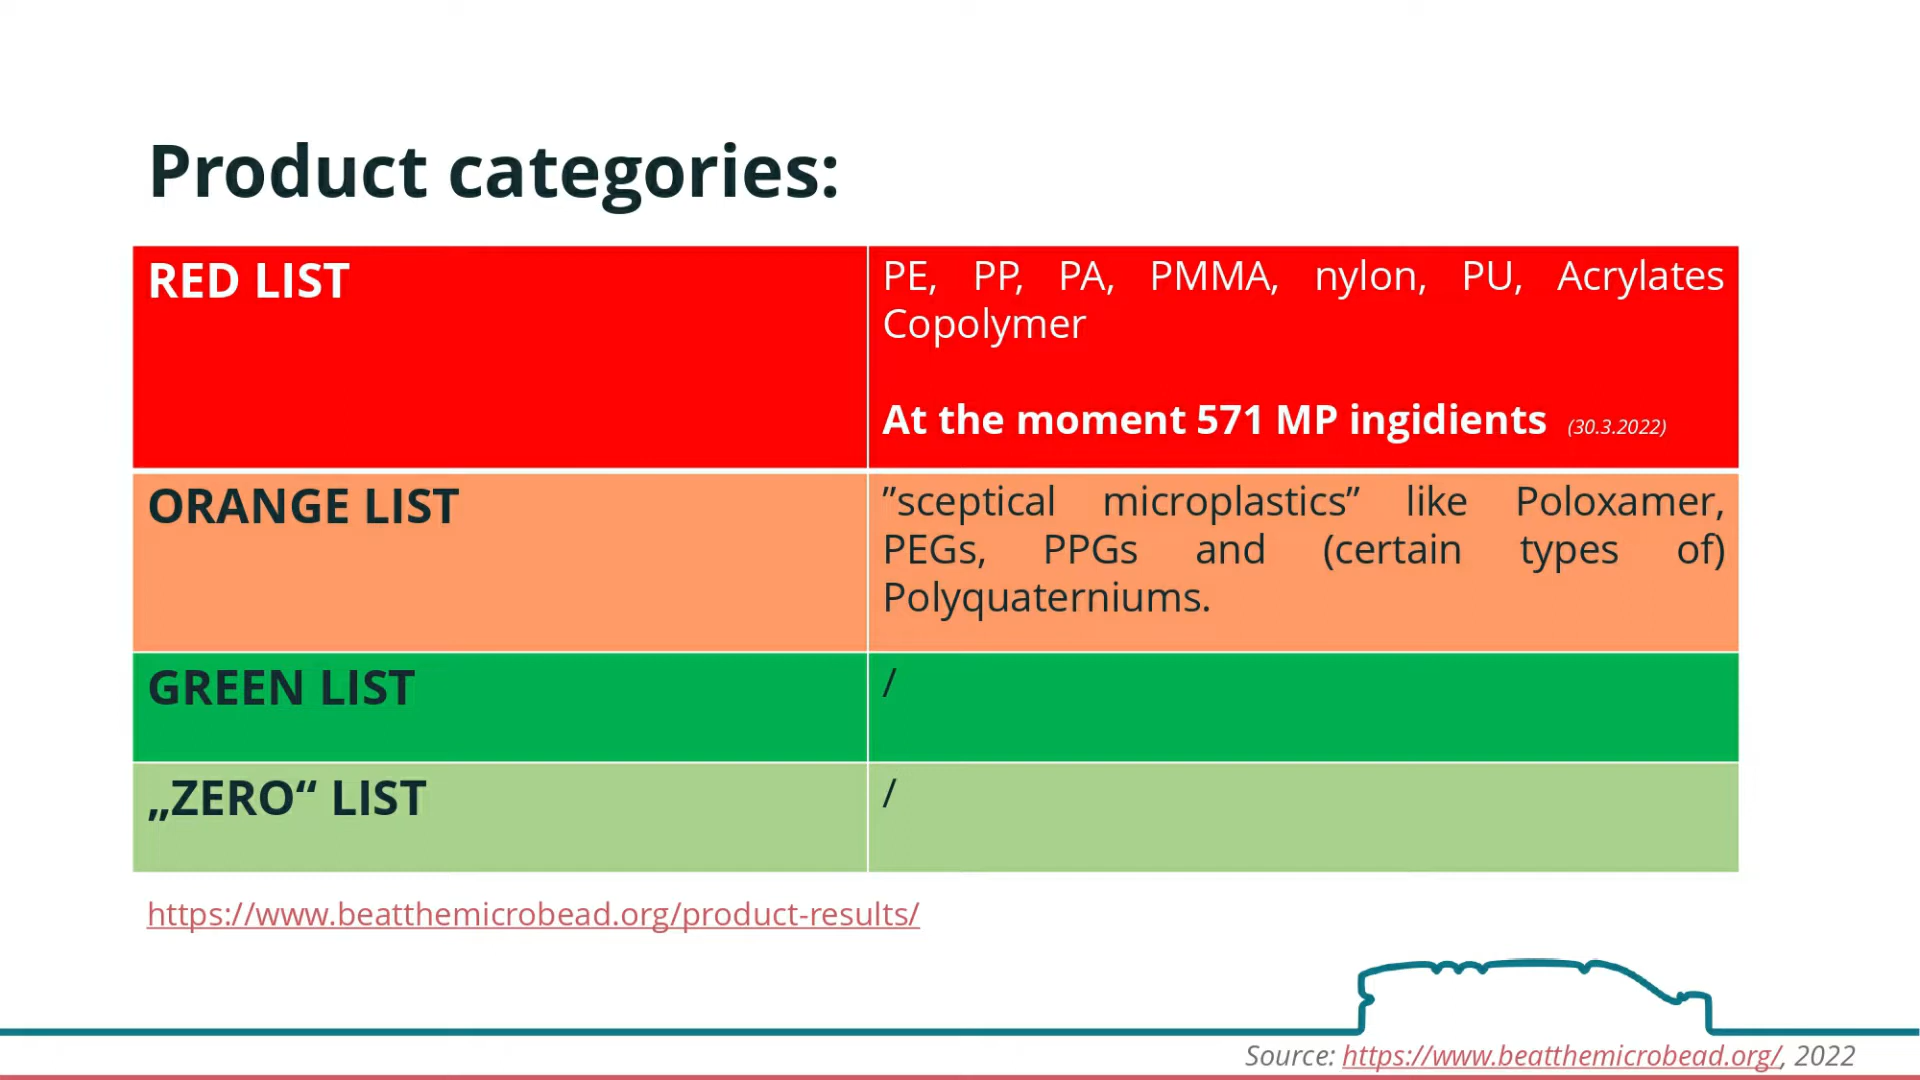 Product categories:
RED LIST
PE, PP, PA, PMMA, nylon, PU, Acrylates
Copolymer
At the moment 571 MP ingidients (30.3.2022)
ORANGE LIST
”sceptical microplastics” like Poloxamer,
PEGs, PPGs and (certain types of)
Polyquaterniums.
GREEN LIST
/
„ZERO“ LIST
/
https://www.beatthemicrobead.org/product-results/
Source: https://www.beatthemicrobead.org/, 2022